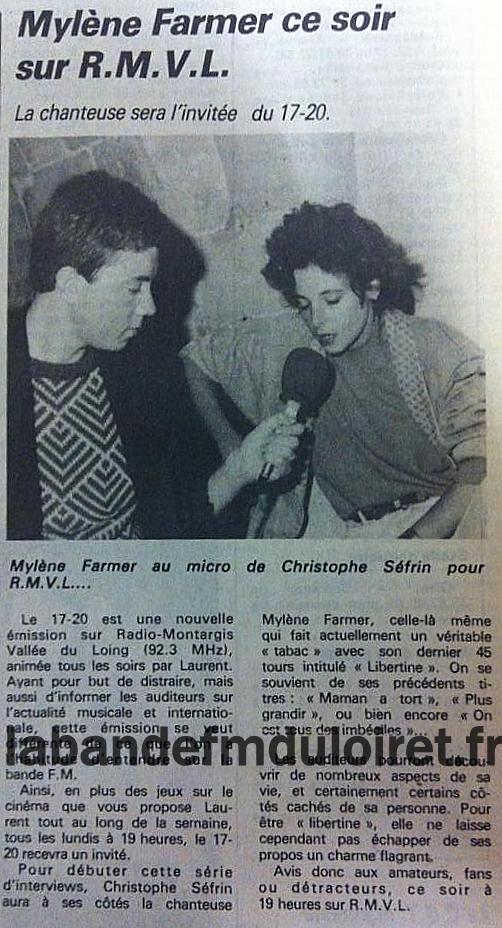 Mylène Farmer ce soir
sur R.M.V.L.
La chanteuse sera l'invitée du 17-20.
Mylène Farmer au micro de Christophe Séfrin pour
R.M.V.L....
Le 17-20 est une nouvelle
émission sur Radio-Montargis
Vallée du Loing (92.3 MHz),
animée tous les soirs par Laurent.
Ayant pour but de distraire, mais
aussi d'informer les auditeurs sur
l'actualité musicale et internatio-
nale, cette émission se veut
différente de ce que l'on a
d'entendre sur la
bande F.M.
Ainsi, en plus des jeux sur le
cinéma que vous propose Lau-
rent tout au long de la semaine,
tous les lundis à 19 heures, le 17-
20 recevra un invité.
Pour débuter cette série
d'interviews, Christophe Séfrin
aura à ses côtés la chanteuse
Mylène Farmer, celle-là même
qui fait actuellement un véritable
« tabac » avec son dernier 45
tours intitulé « Libertine ». On se
souvient de ses précédents ti-
tres : « Maman a tort », « Plus
grandir », ou bien encore « On
est tous des imbéciles »...
Les auditeurs pourront décou-
vrir de nombreux aspects de sa
vie, et certainement certains cô-
tés cachés de sa personne. Pour
être « libertine », elle ne laisse
cependant pas échapper de ses
propos un charme flagrant.
Avis donc aux amateurs, fans
ou détracteurs, ce soir à
19 heures sur R.M.V.L.
labandefmduloiret.fr